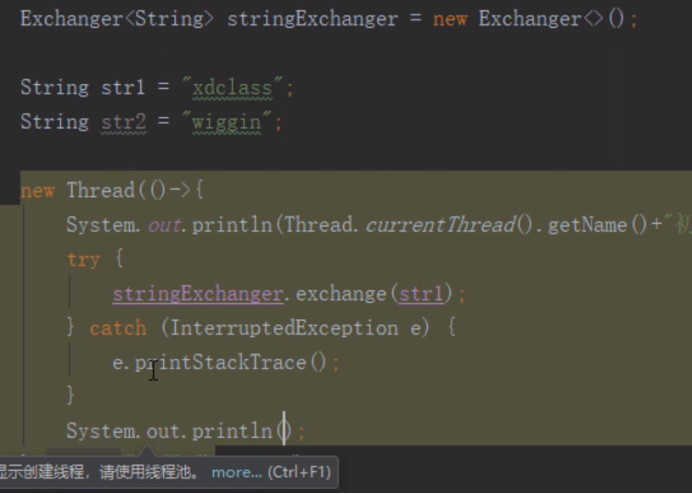 Exchanger<String> stringExchanger = new Exchanger<>();
String str1 = "xdclass";
String str2 = "wiggin";
new Thread(()->{
System.out.println(Thread.currentThread().getName()+"初
try {
stringExchanger.exchange(str1);
} catch (InterruptedException e) {
e.printStackTrace();
}
System.out.println();
显示创建线程，请使用线程池。 more... (Ctrl+F1)